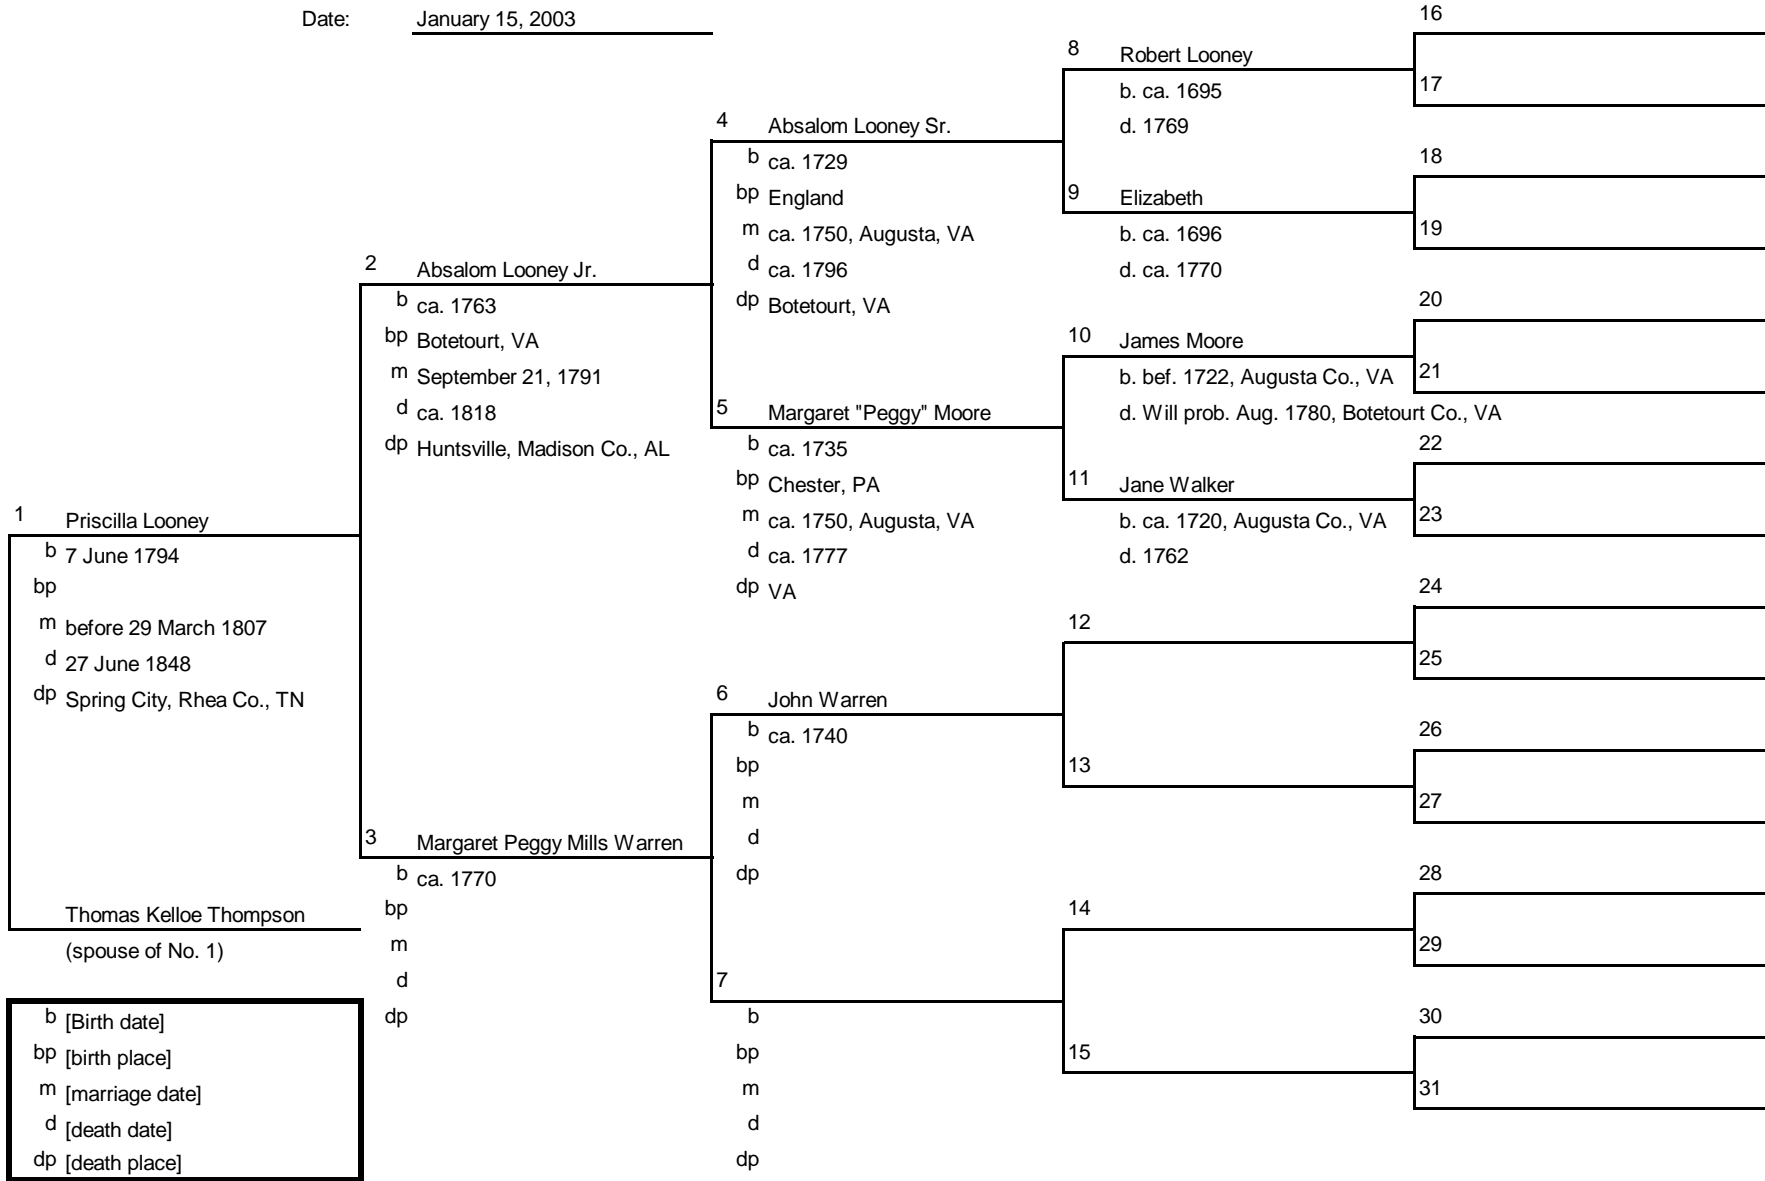 Date: January 15, 2003
1 Priscilla Looney
b 7 June 1794
bp
m before 29 March 1807
d 27 June 1848
dp Spring City, Rhea Co., TN
Thomas Kelloe Thompson
(spouse of No. 1)
b [Birth date]
bp [birth place]
m [marriage date]
d [death date]
dp [death place]
2 Absalom Looney Jr.
b ca. 1763
bp Botetourt, VA
m September 21, 1791
d ca. 1818
dp Huntsville, Madison Co., AL
3 Margaret Peggy Mills Warren
b ca. 1770
bp
m
d
dp
4 Absalom Looney Sr.
b ca. 1729
bp England
m ca. 1750, Augusta, VA
d ca. 1796
dp Botetourt, VA
5 Margaret "Peggy" Moore
b ca. 1735
bp Chester, PA
m ca. 1750, Augusta, VA
d ca. 1777
dp VA
6 John Warren
b ca. 1740
bp
m
d
dp
7
b
bp
m
d
dp
8 Robert Looney
b. ca. 1695
d. 1769
9 Elizabeth
b. ca. 1696
d. ca. 1770
10 James Moore
b. bef. 1722, Augusta Co., VA
d. Will prob. Aug. 1780, Botetourt Co., VA
11 Jane Walker
b. ca. 1720, Augusta Co., VA
d. 1762
12
13
14
15
16
17
18
19
20
21
22
23
24
25
26
27
28
29
30
31